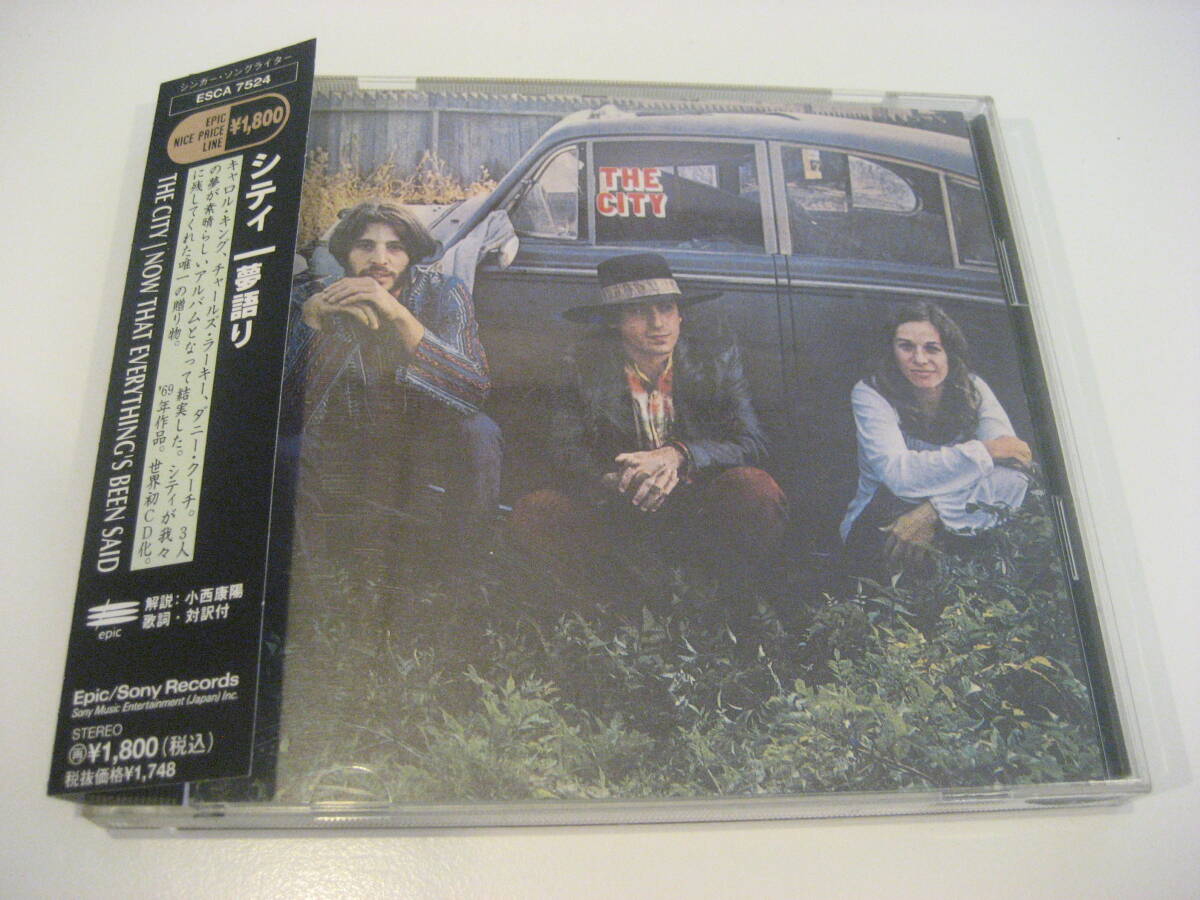 シンガー・ソングライター
ESCA 7524
EPIC
NICE PRICE
LINE
¥1,800
シティ―夢語り
キャロル・キング、チャールズ・ラーキー、ダニー・クーチ。3人
の夢が素晴らしいアルバムとなって結実した。シティが我々
に残してくれた唯一の贈り物。 '69年作品。世界初CD化。
THE CITY | NOW THAT EVERYTHING'S BEEN SAID
epic
解説:小西康陽
歌詞・対訳付
Epic/Sony Records
Sony Music Entertainment (Japan) Inc.
STEREO
再¥1,800(税込)
税抜価格¥1,748
THE
CITY